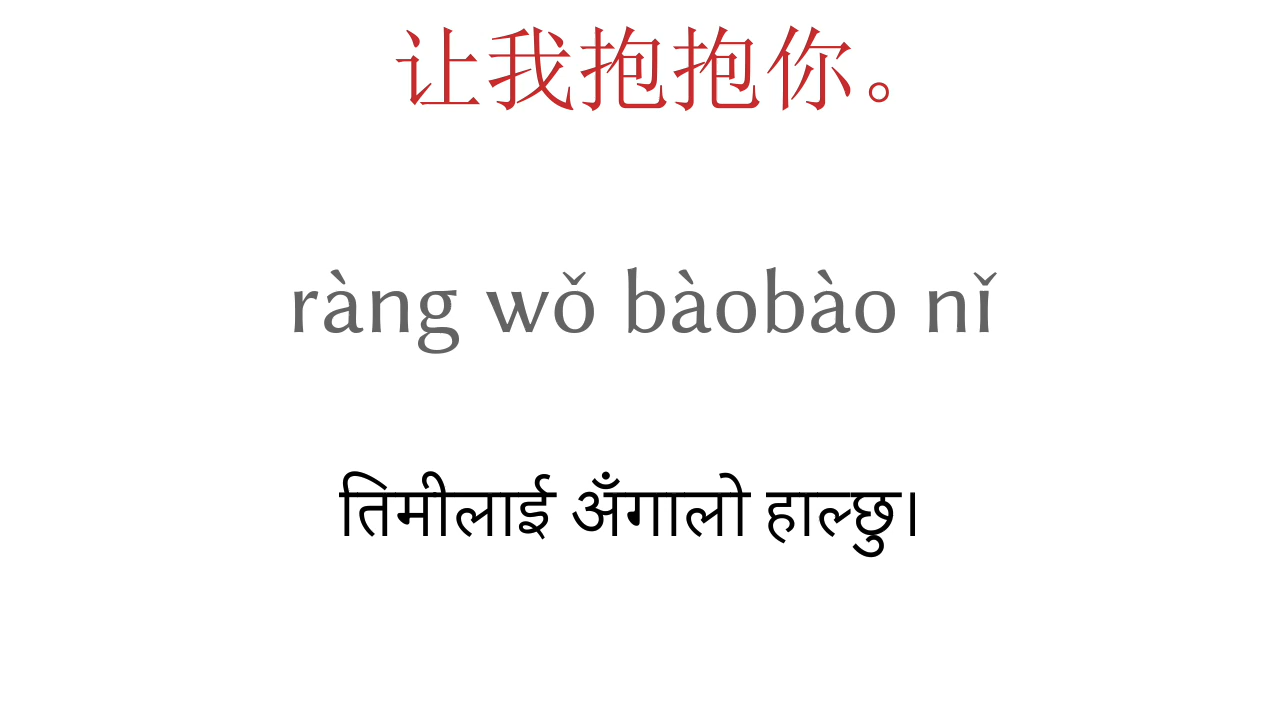 让我抱抱你。
ràng wǒ bàobào nǐ
तिमीलाई अँगालो हाल्छु।